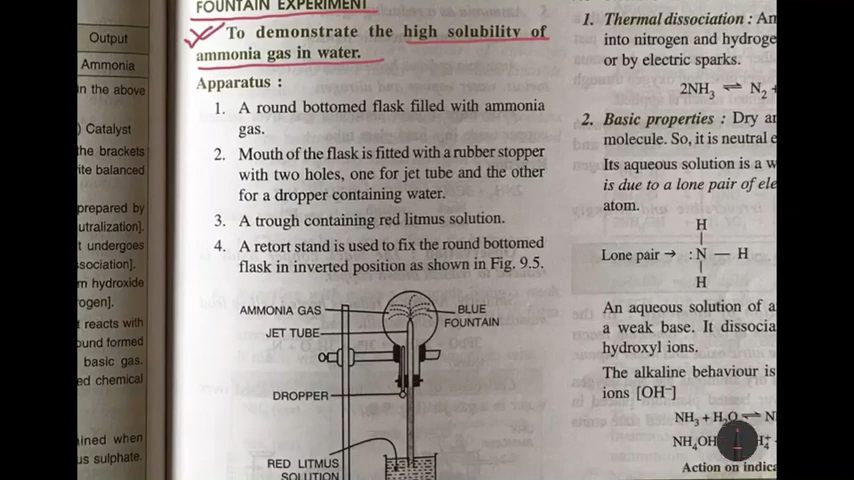 Output
Ammonia
in the above
) Catalyst
the brackets
ite balanced
prepared by
utralization].
t undergoes
sociation].
m hydroxide
rogen].
t reacts with
ound formed
basic gas.
ed chemical
ined when
us sulphate.
FOUNTAIN EXPERIMENT
To demonstrate the high solubility of
ammonia gas in water.
Apparatus :
1. A round bottomed flask filled with ammonia
gas.
2. Mouth of the flask is fitted with a rubber stopper
with two holes, one for jet tube and the other
for a dropper containing water.
3. A trough containing red litmus solution.
4. A retort stand is used to fix the round bottomed
flask in inverted position as shown in Fig. 9.5.
AMMONIA GAS
BLUE
FOUNTAIN
JET TUBE
DROPPER
RED LITMUS
SOLUTION
1. Thermal dissociation : An
into nitrogen and hydroge
or by electric sparks.
2NH₃ ⇌ N₂ +
2. Basic properties : Dry a
molecule. So, it is neutral e
Its aqueous solution is a w
is due to a lone pair of ele
atom.
H
Lone pair → : N — H
H
An aqueous solution of a
a weak base. It dissocia
hydroxyl ions.
The alkaline behaviour is
ions [OH⁻]
NH₃ + H₂O ⇌ N
NH₄OH H₄⁺
Action on indica